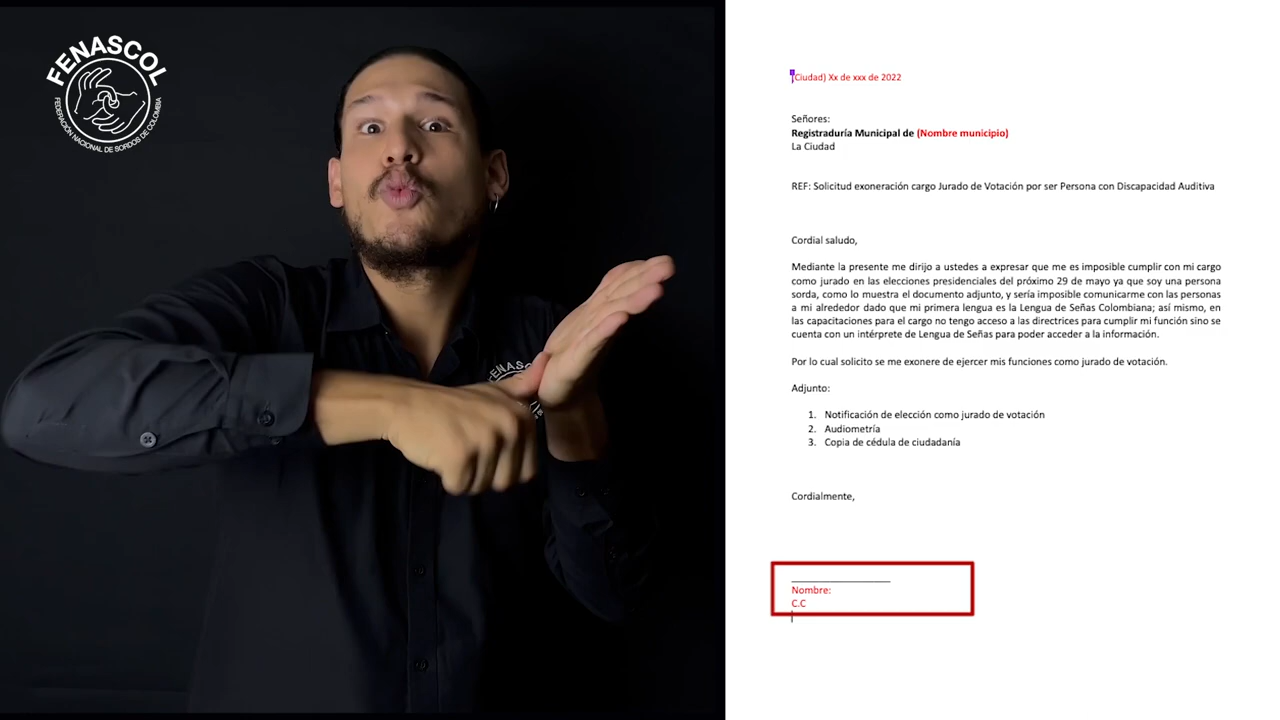 FENASCOL
FEDERACIÓN NACIONAL DE SORDOS DE COLOMBIA
FENASC
(Ciudad) Xx de xxx de 2022
Señores:
Registraduría Municipal de (Nombre municipio)
La Ciudad
REF: Solicitud exoneración cargo Jurado de Votación por ser Persona con Discapacidad Auditiva
Cordial saludo,
Mediante la presente me dirijo a ustedes a expresar que me es imposible cumplir con mi cargo
como jurado en las elecciones presidenciales del próximo 29 de mayo ya que soy una persona
sorda, como lo muestra el documento adjunto, y sería imposible comunicarme con las personas
a mi alrededor dado que mi primera lengua es la Lengua de Señas Colombiana; así mismo, en
las capacitaciones para el cargo no tengo acceso a las directrices para cumplir mi función sino se
cuenta con un intérprete de Lengua de Señas para poder acceder a la información.
Por lo cual solicito se me exonere de ejercer mis funciones como jurado de votación.
Adjunto:
1. Notificación de elección como jurado de votación
2. Audiometría
3. Copia de cédula de ciudadanía
Cordialmente,
Nombre:
C.C